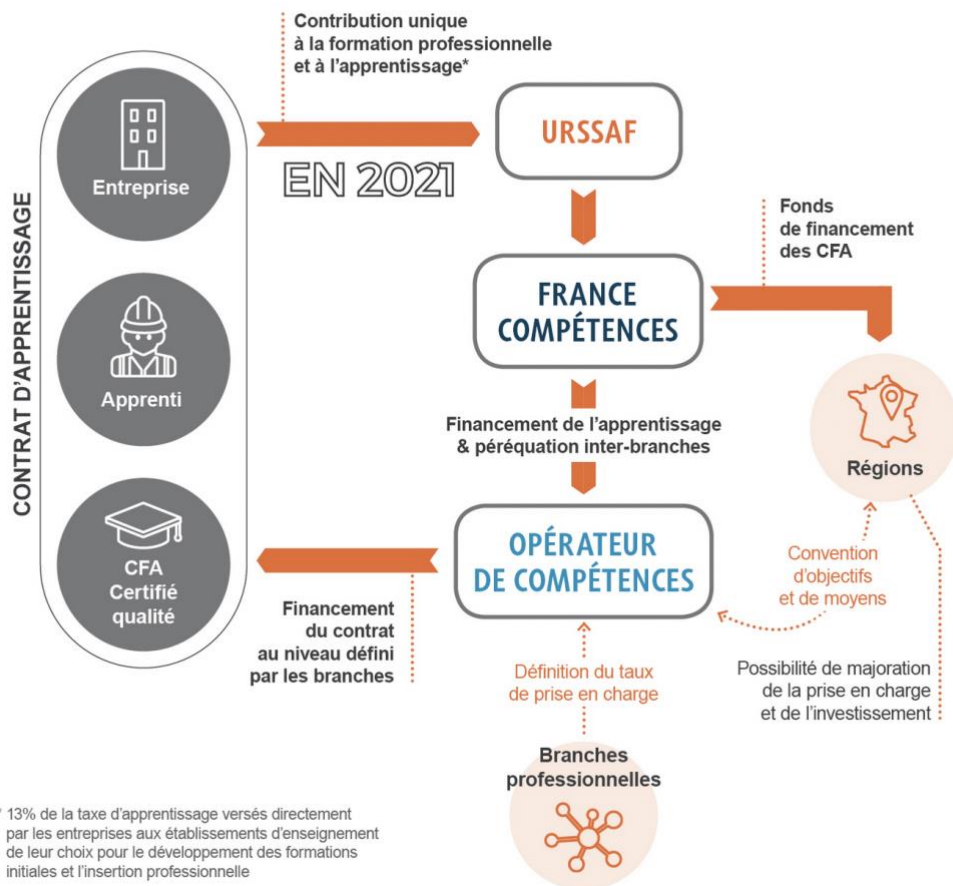 Contribution unique
à la formation professionnelle
et à l'apprentissage*
EN 2021
URSSAF
CONTRAT D'APPRENTISSAGE
Entreprise
Apprenti
CFA
Certifié
qualité
Fonds
de financement
des CFA
FRANCE
COMPÉTENCES
Financement de l'apprentissage
& péréquation inter-branches
Régions
OPÉRATEUR
DE COMPÉTENCES
Convention
d'objectifs
et de moyens
Financement
du contrat
au niveau défini
par les branches
Définition du taux
de prise en charge
Possibilité de majoration
de la prise en charge
et de l'investissement
Branches
professionnelles
* 13% de la taxe d'apprentissage versés directement
par les entreprises aux établissements d'enseignement
de leur choix pour le développement des formations
initiales et l'insertion professionnelle